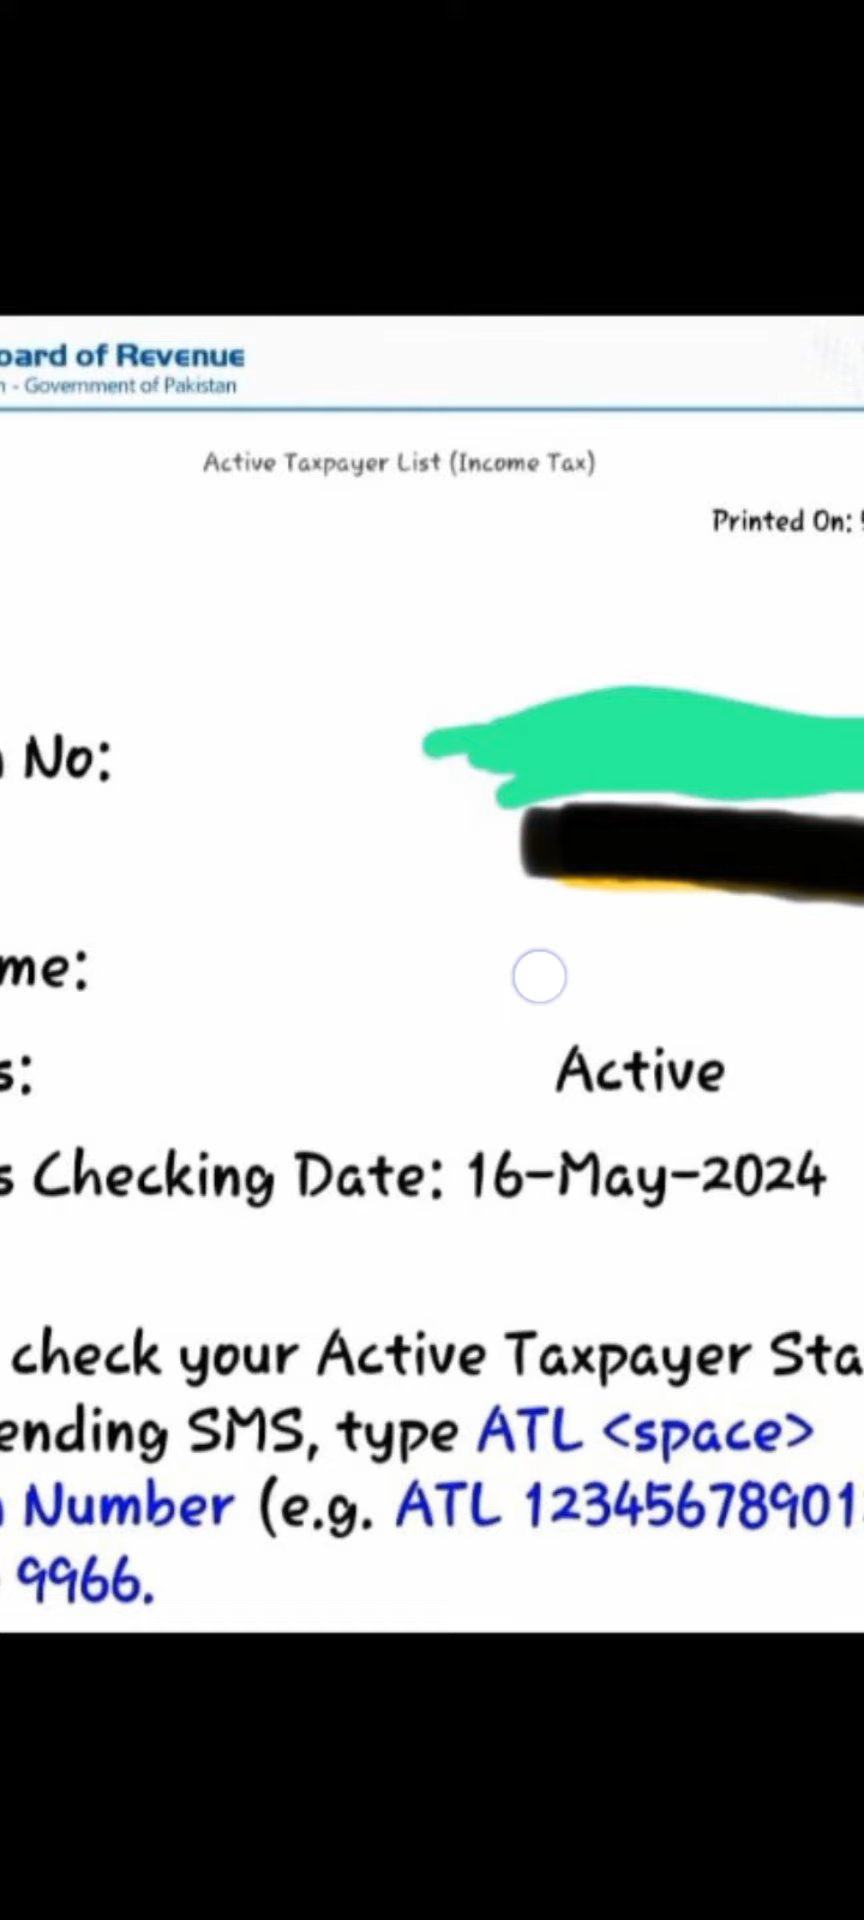 oard of Revenue
n - Government of Pakistan
Active Taxpayer List (Income Tax)
Printed On:
No:
me:
s:
Active
s Checking Date: 16-May-2024
check your Active Taxpayer Sta
ending SMS, type ATL <space>
Number (e.g. ATL 123456789012
9966.